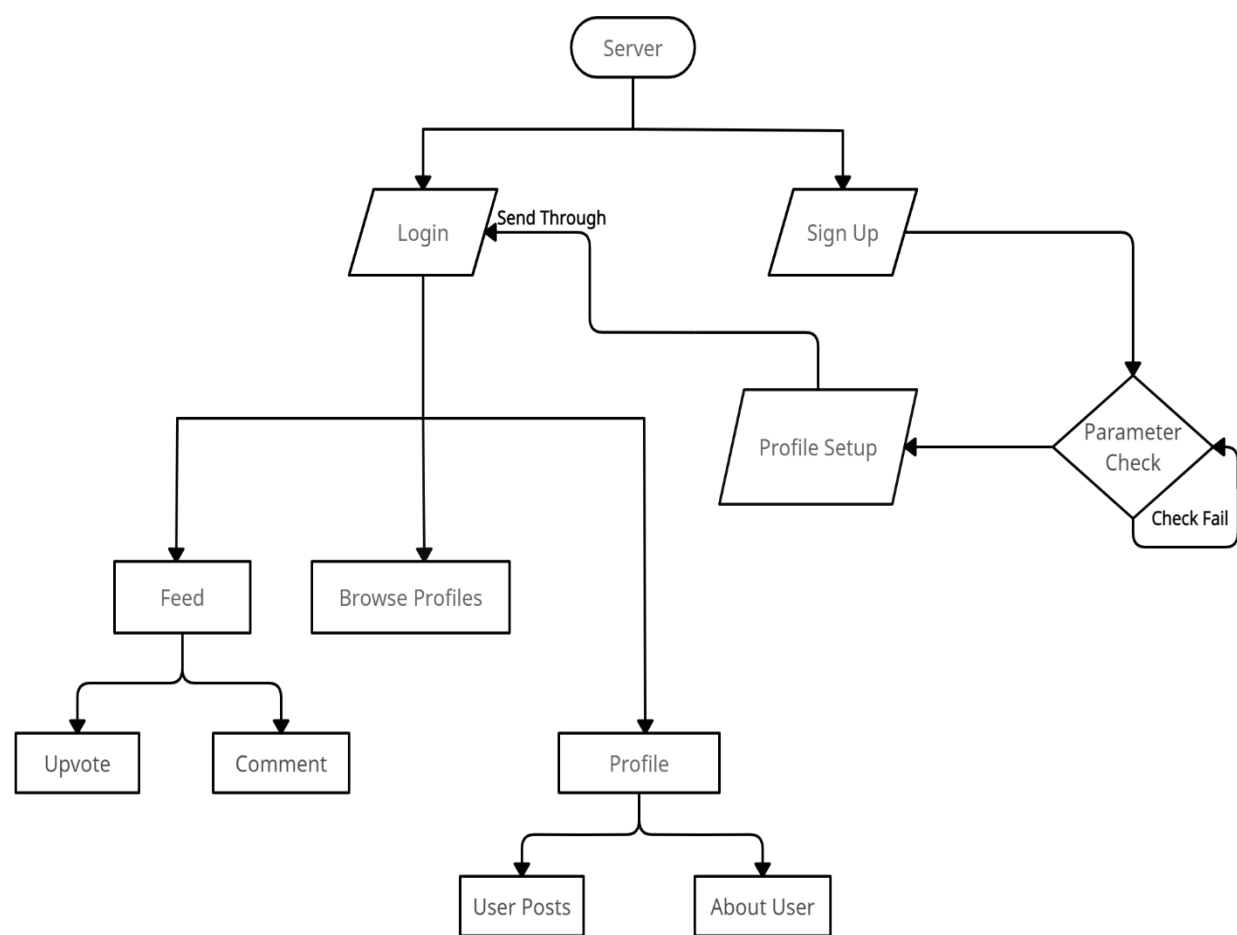 Server
Login
Send Through
Sign Up
Profile Setup
Parameter
Check
Check Fail
Feed
Browse Profiles
Upvote
Comment
Profile
User Posts
About User